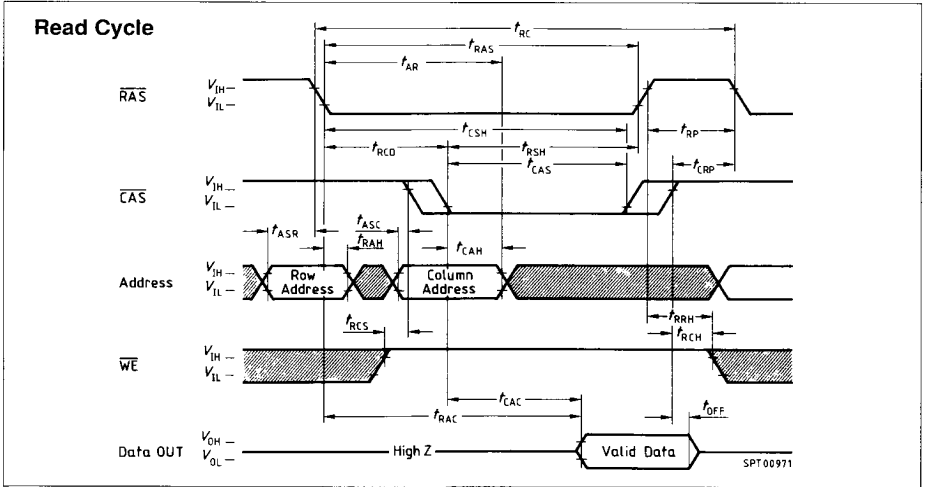 Read Cycle
tRC
tRAS
tAR
RAS
VIH
VIL
tCSH
tRP
tRCD
tRSH
tCAS
tCRP
CAS
VIH
VIL
tASR
tASC
tRAH
tCAH
Address
VIH
VIL
Row Address
Column Address
tRCS
tRRH
tRCH
WE
VIH
VIL
tCAC
tRAC
tOFF
Data OUT
VOH
VOL
High Z
Valid Data
SPT00971